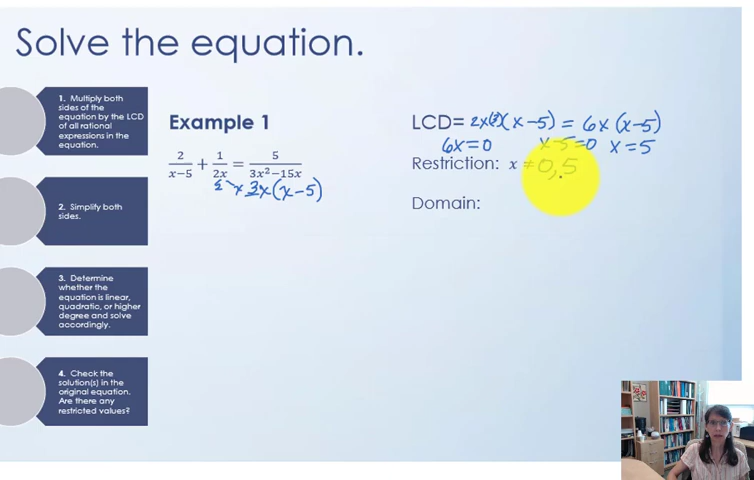 Solve the equation.
1. Multiply both
sides of the
equation by the LCD
of all rational
expressions in the
equation.
2. Simplify both
sides.
3. Determine
whether the
equation is linear,
quadratic, or higher
degree and solve
accordingly.
4. Check the
solution(s) in the
original equation.
Are there any
restricted values?
Example 1
2/(x−5) + 1/(2x) = 5/(3x²−15x)
3x(x-5)
LCD= 2x(3)(x-5) = 6x(x-5)
6x=0 x-5=0 x=5
Restriction: x ≠ 0,5
Domain: